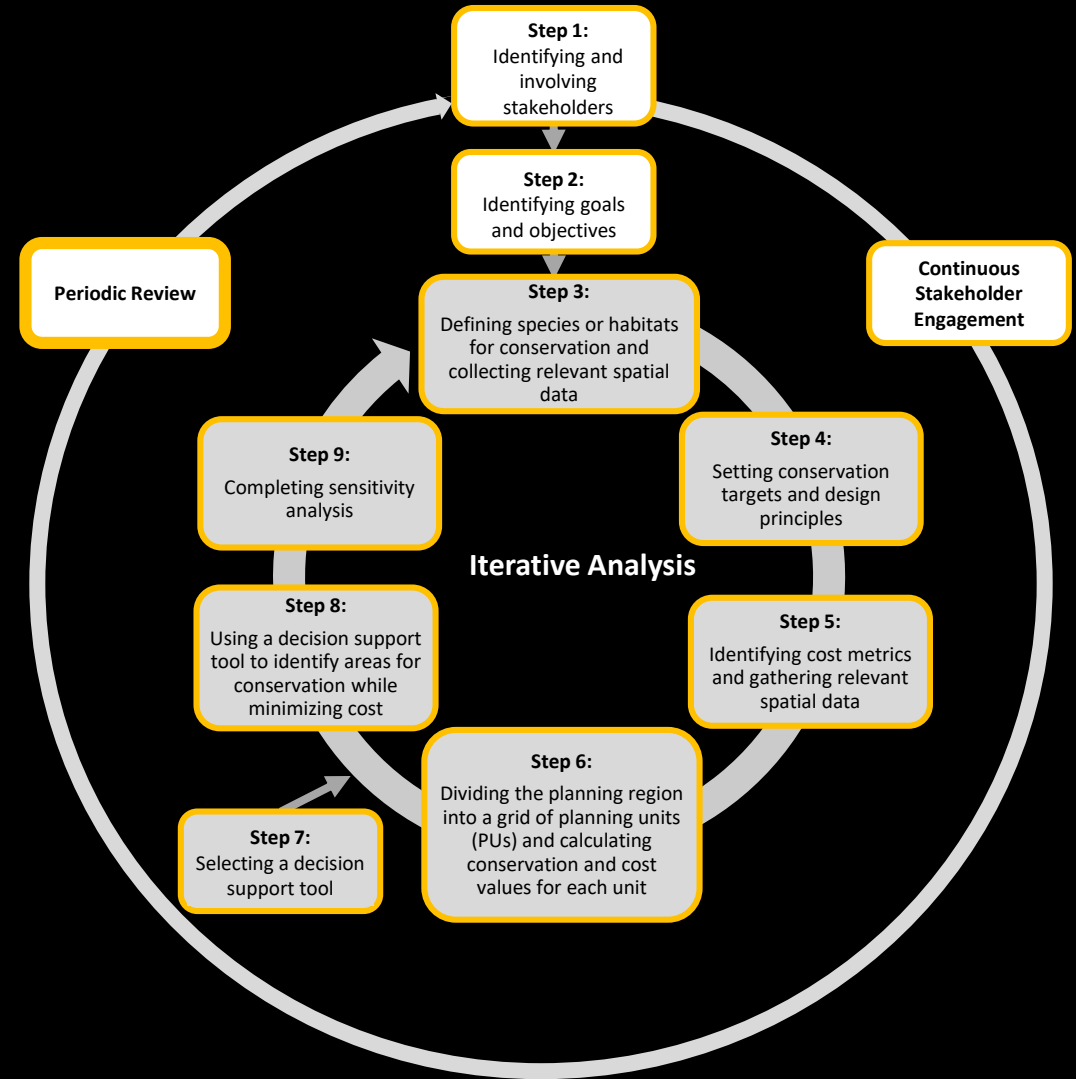 Step 1:
Identifying and
involving
stakeholders
Step 2:
Identifying goals
and objectives
Periodic Review
Continuous
Stakeholder
Engagement
Step 3:
Defining species or habitats
for conservation and
collecting relevant spatial
data
Step 4:
Setting conservation
targets and design
principles
Step 5:
Identifying cost metrics
and gathering relevant
spatial data
Step 6:
Dividing the planning region
into a grid of planning units
(PUs) and calculating
conservation and cost
values for each unit
Step 7:
Selecting a decision
support tool
Step 8:
Using a decision support
tool to identify areas for
conservation while
minimizing cost
Step 9:
Completing sensitivity
analysis
Iterative Analysis